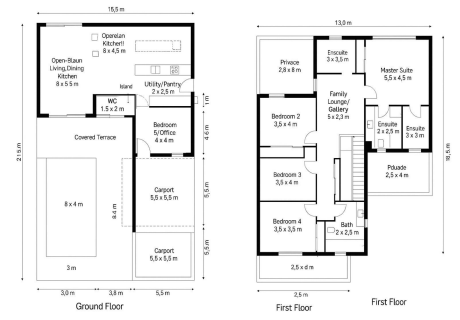 15,5 m
Opereian
Kitchen!!
8 x 4,5 m
Open-Blaun
Living,Dining
Kitchen
8 x 5 5 m
Utility/Pantry
2 x 2,5 m
Island
WC
1.5 x 2 m
1 m
Bedroom
5/Office
4 x 4 m
4-6 m
Covered Terrace
21.5 m
8 x 4 m
8-4 m
Carport
5,5 x 5,5 m
5,5 m
Carport
5,5 x 5,5 m
5,5 m
3 m
3,0 m
3,8 m
5,5 m
Ground Floor
13,0 m
Privace
2,8 x 8 m
Ensuite
3 x 3,5 m
Master Suite
5,5 x 4,5 m
Family
Lounge/
Gallery
5 x 2,3 m
Bedroom 2
3,5 x 4 m
Ensuite
2 x 2,5 m
Ensuite
3 x 3 m
Bedroom 3
3,5 x 4 m
Pduade
2,5 x 4 m
Bedroom 4
3,5 x 3,5 m
Bath
2 x 2,5 m
2,5 x d m
2,5 m
First Floor
First Floor